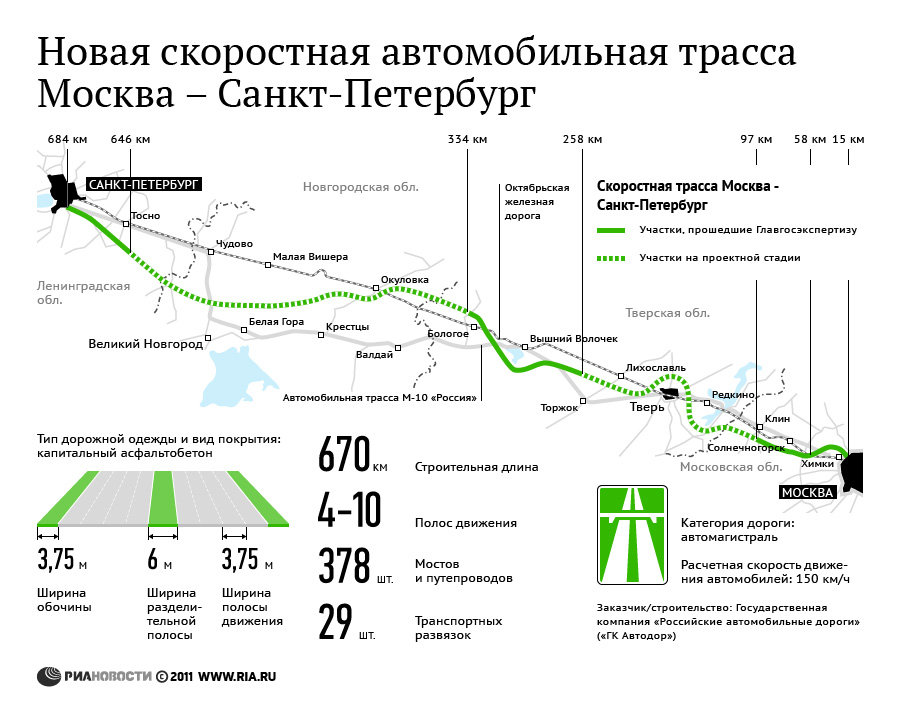 Новая скоростная автомобильная трасса
Москва – Санкт-Петербург
684 км
646 км
334 км
258 км
97 км
58 км
15 км
САНКТ-ПЕТЕРБУРГ
Новгородская обл.
Октябрьская
железная
дорога
Скоростная трасса Москва -
Санкт-Петербург
Участки, прошедшие Главгосэкспертизу
Участки на проектной стадии
Тосно
Чудово
Малая Вишера
Окуловка
Ленинградская
обл.
Тверская обл.
Белая Гора
Крестцы
Бологое
Великий Новгород
Валдай
Вышний Волочек
Лихославль
Автомобильная трасса М-10 «Россия»
Торжок
Тверь
Редкино
Клин
Солнечногорск
Московская обл.
Химки
МОСКВА
Тип дорожной одежды и вид покрытия:
капитальный асфальтобетон
3,75 м
6 м
3,75 м
Ширина
обочины
Ширина
раздели-
тельной
полосы
Ширина
полосы
движения
670 км
Строительная длина
4–10
Полос движения
378 шт.
Мостов
и путепроводов
29 шт.
Транспортных
развязок
Категория дороги:
автомагистраль
Расчетная скорость движе-
ния автомобилей: 150 км/ч
Заказчик/строительство: Государственная
компания «Российские автомобильные дороги»
(«ГК Автодор»)
РИАНОВОСТИ © 2011 WWW.RIA.RU